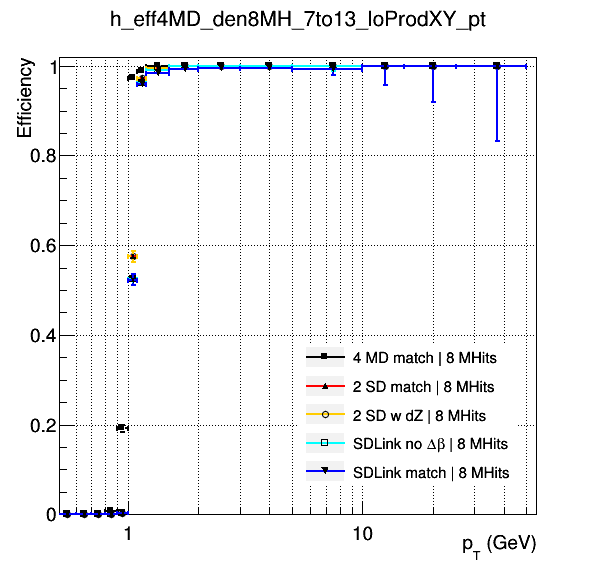 h_eff4MD_den8MH_7to13_loProdXY_pt
Efficiency
1
0.8
0.6
0.4
0.2
0
4 MD match | 8 MHits
2 SD match | 8 MHits
2 SD w dZ | 8 MHits
SDLink no Δβ | 8 MHits
SDLink match | 8 MHits
1
10
p_T (GeV)